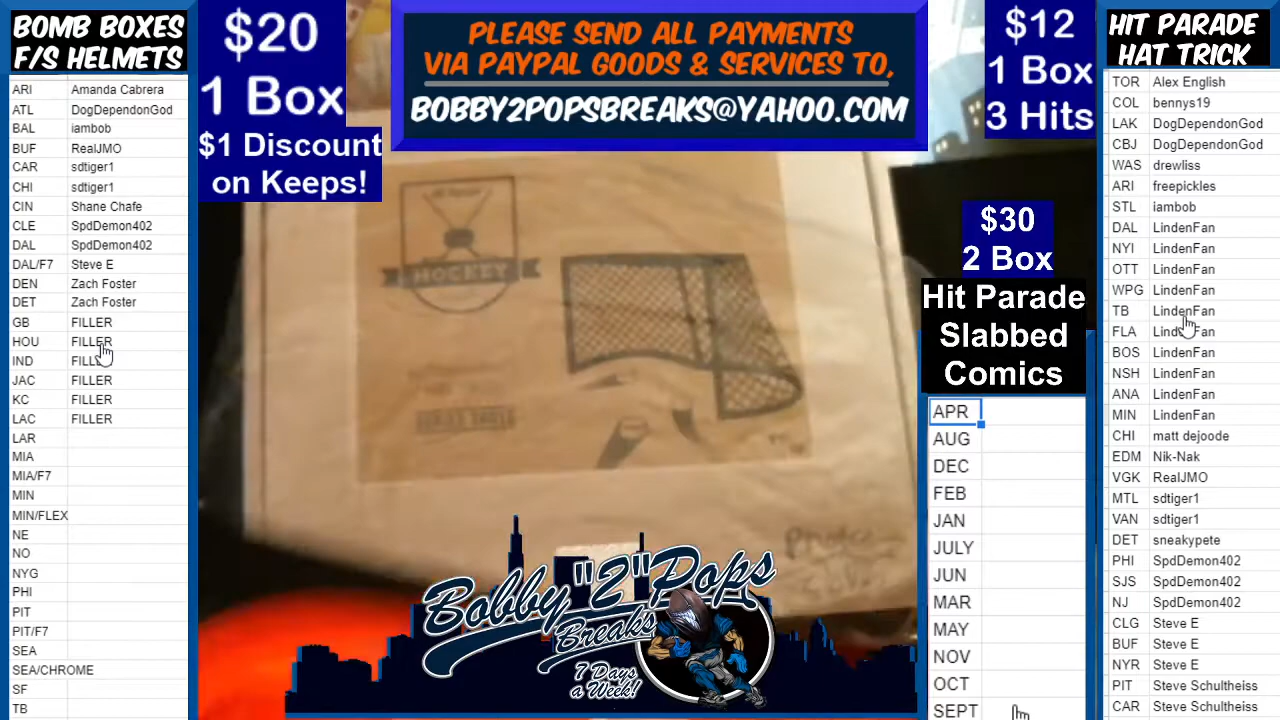 BOMB BOXES
F/S HELMETS
ARI Amanda Cabrera
ATL DogDependonGod
BAL iambob
BUF RealJMO
CAR sdtiger1
CHI sdtiger1
CIN Shane Chafe
CLE SpdDemon402
DAL SpdDemon402
DAL/F7 Steve E
DEN Zach Foster
DET Zach Foster
GB FILLER
HOU FILLER
IND FILLER
JAC FILLER
KC FILLER
LAC FILLER
LAR
MIA
MIA/F7
MIN
MIN/FLEX
NE
NO
NYG
PHI
PIT
PIT/F7
SEA
SEA/CHROME
SF
TB
$20
1 Box
$1 Discount
on Keeps!
PLEASE SEND ALL PAYMENTS
VIA PAYPAL GOODS & SERVICES TO,
BOBBY2POPSBREAKS@YAHOO.COM
HOCKEY
Bobby "2" Pops
Breaks
7 Days
a Week!
$12
1 Box
3 Hits
$30
2 Box
Hit Parade
Slabbed
Comics
APR
AUG
DEC
FEB
JAN
JULY
JUN
MAR
MAY
NOV
OCT
SEPT
HIT PARADE
HAT TRICK
TOR Alex English
COL bennys19
LAK DogDependonGod
CBJ DogDependonGod
WAS drewliss
ARI freepickles
STL iambob
DAL LindenFan
NYI LindenFan
OTT LindenFan
WPG LindenFan
TB LindenFan
FLA LindenFan
BOS LindenFan
NSH LindenFan
ANA LindenFan
MIN LindenFan
CHI matt dejoode
EDM Nik-Nak
VGK RealJMO
MTL sdtiger1
VAN sdtiger1
DET sneakypete
PHI SpdDemon402
SJS SpdDemon402
NJ SpdDemon402
CLG Steve E
BUF Steve E
NYR Steve E
PIT Steve Schultheiss
CAR Steve Schultheiss